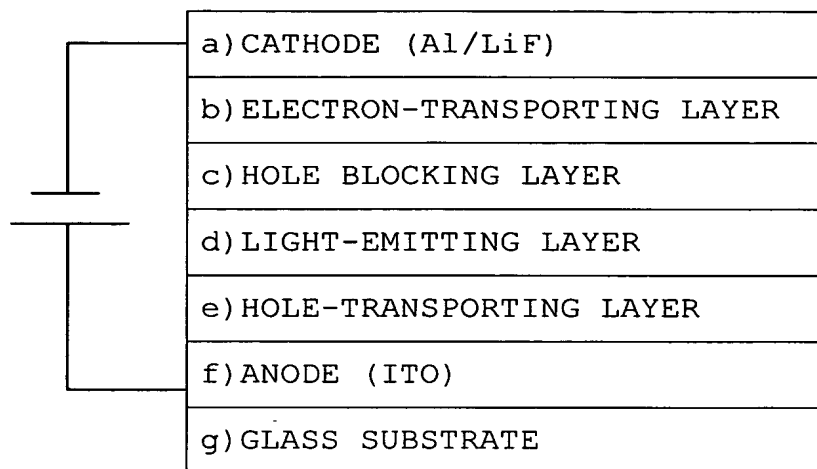 a)CATHODE (Al/LiF)
b)ELECTRON-TRANSPORTING LAYER
c)HOLE BLOCKING LAYER
d)LIGHT-EMITTING LAYER
e)HOLE-TRANSPORTING LAYER
f)ANODE (ITO)
g)GLASS SUBSTRATE